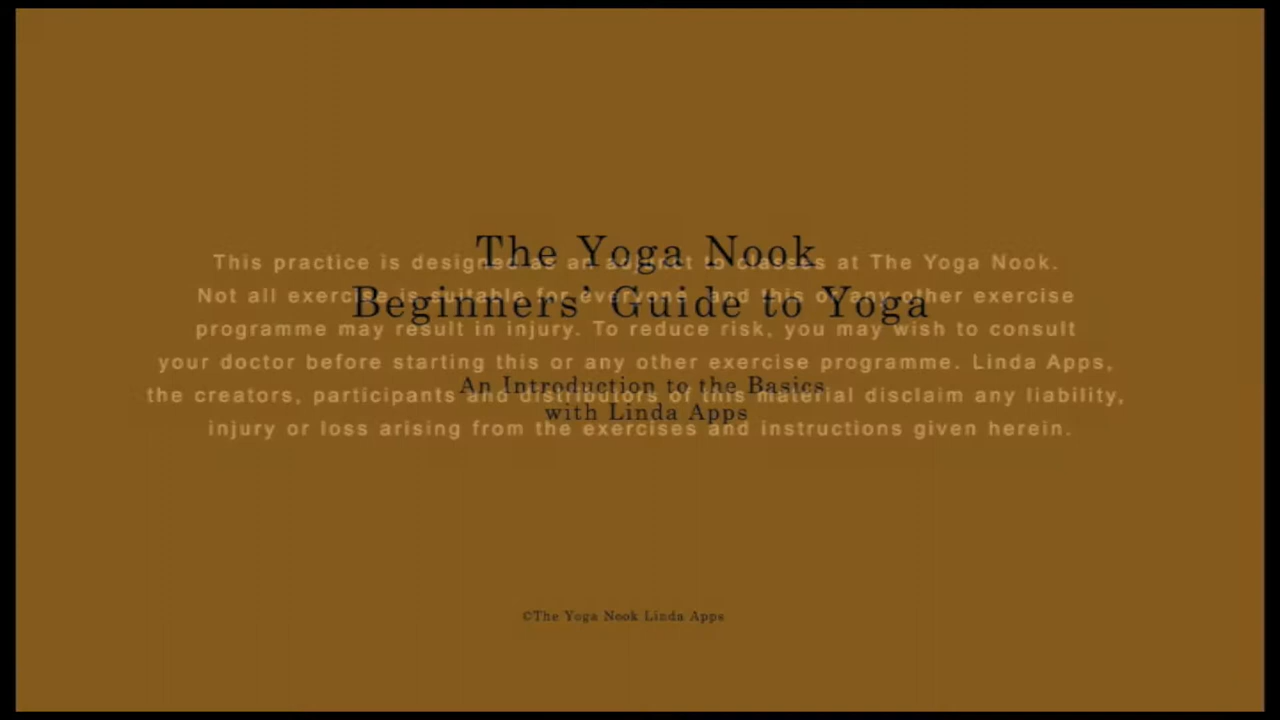 The Yoga Nook
Beginners' Guide to Yoga
An Introduction to the Basics
with Linda Apps
This practice is designed as an adjunct to classes at The Yoga Nook.
Not all exercise is suitable for everyone, and this or any other exercise
programme may result in injury. To reduce risk, you may wish to consult
your doctor before starting this or any other exercise programme. Linda Apps,
the creators, participants and distributors of this material disclaim any liability,
injury or loss arising from the exercises and instructions given herein.
©The Yoga Nook Linda Apps